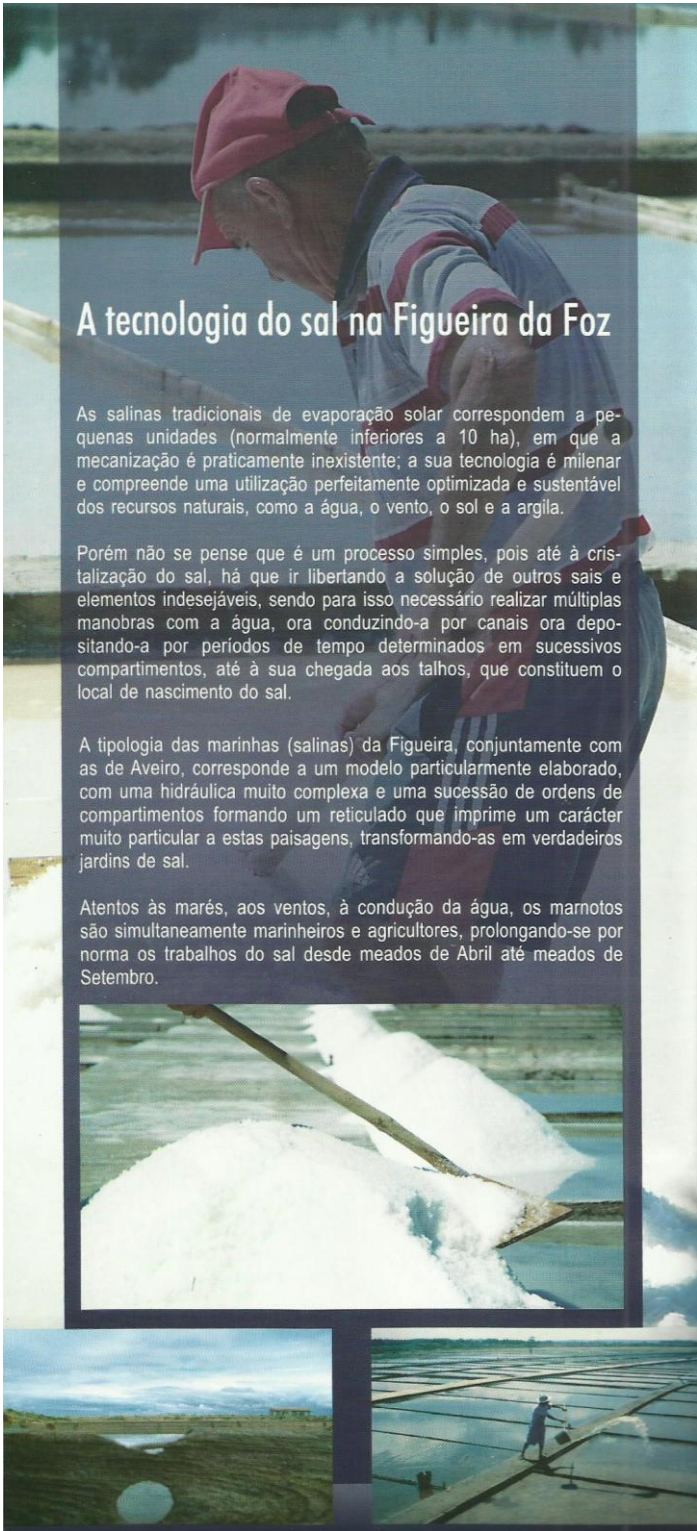 A tecnologia do sal na Figueira da Foz
As salinas tradicionais de evaporação solar correspondem a pe-
quenas unidades (normalmente inferiores a 10 ha), em que a
mecanização é praticamente inexistente; a sua tecnologia é milenar
e compreende uma utilização perfeitamente optimizada e sustentável
dos recursos naturais, como a água, o vento, o sol e a argila.
Porém não se pense que é um processo simples, pois até à cris-
talização do sal, há que ir libertando a solução de outros sais e
elementos indesejáveis, sendo para isso necessário realizar múltiplas
manobras com a água, ora conduzindo-a por canais ora depo-
sitando-a por períodos de tempo determinados em sucessivos
compartimentos, até à sua chegada aos talhos, que constituem o
local de nascimento do sal.
A tipologia das marinhas (salinas) da Figueira, conjuntamente com
as de Aveiro, corresponde a um modelo particularmente elaborado,
com uma hidráulica muito complexa e uma sucessão de ordens de
compartimentos formando um reticulado que imprime um carácter
muito particular a estas paisagens, transformando-as em verdadeiros
jardins de sal.
Atentos às marés, aos ventos, à condução da água, os marnotos
são simultaneamente marinheiros e agricultores, prolongando-se por
norma os trabalhos do sal desde meados de Abril até meados de
Setembro.